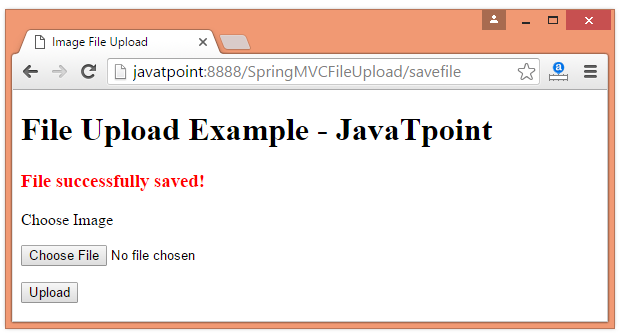 Image File Upload
javatpoint:8888/SpringMVCFileUpload/savefile
a
File Upload Example - JavaTpoint
File successfully saved!
Choose Image
Choose File No file chosen
Upload